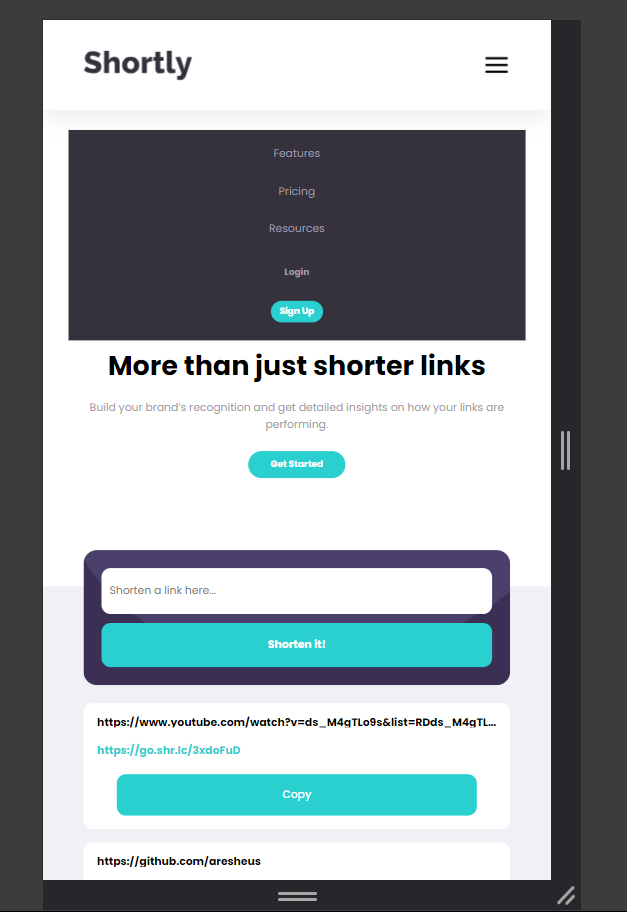 Shortly
Features
Pricing
Resources
Login
Sign Up
More than just shorter links
Build your brand's recognition and get detailed insights on how your links are
performing.
Get Started
Shorten a link here...
Shorten it!
https://www.youtube.com/watch?v=ds_M4gTLo9s&list=RDds_M4gTL...
https://go.shr.lc/3xdoFuD
Copy
https://github.com/aresheus